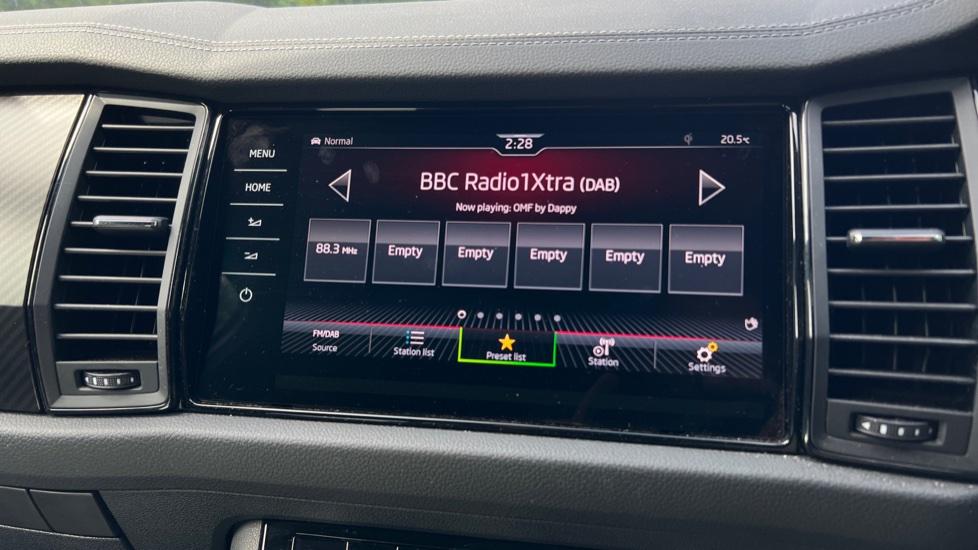 Normal
2:28
20.5°C
MENU
HOME
BBC Radio1Xtra (DAB)
Now playing: OMF by Dappy
88.3 MHz
Empty
Empty
Empty
Empty
Empty
FM/DAB
Source
Station list
Preset list
Station
Settings